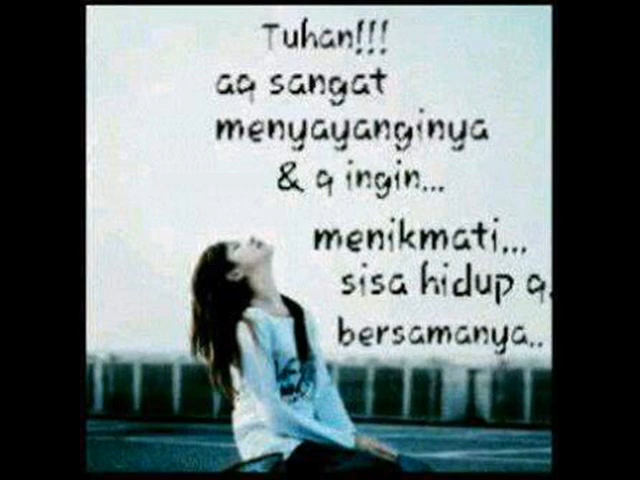 Tuhan!!!
aq sangat
menyayanginya
& q ingin...
menikmati...
sisa hidup q.
bersamanya..